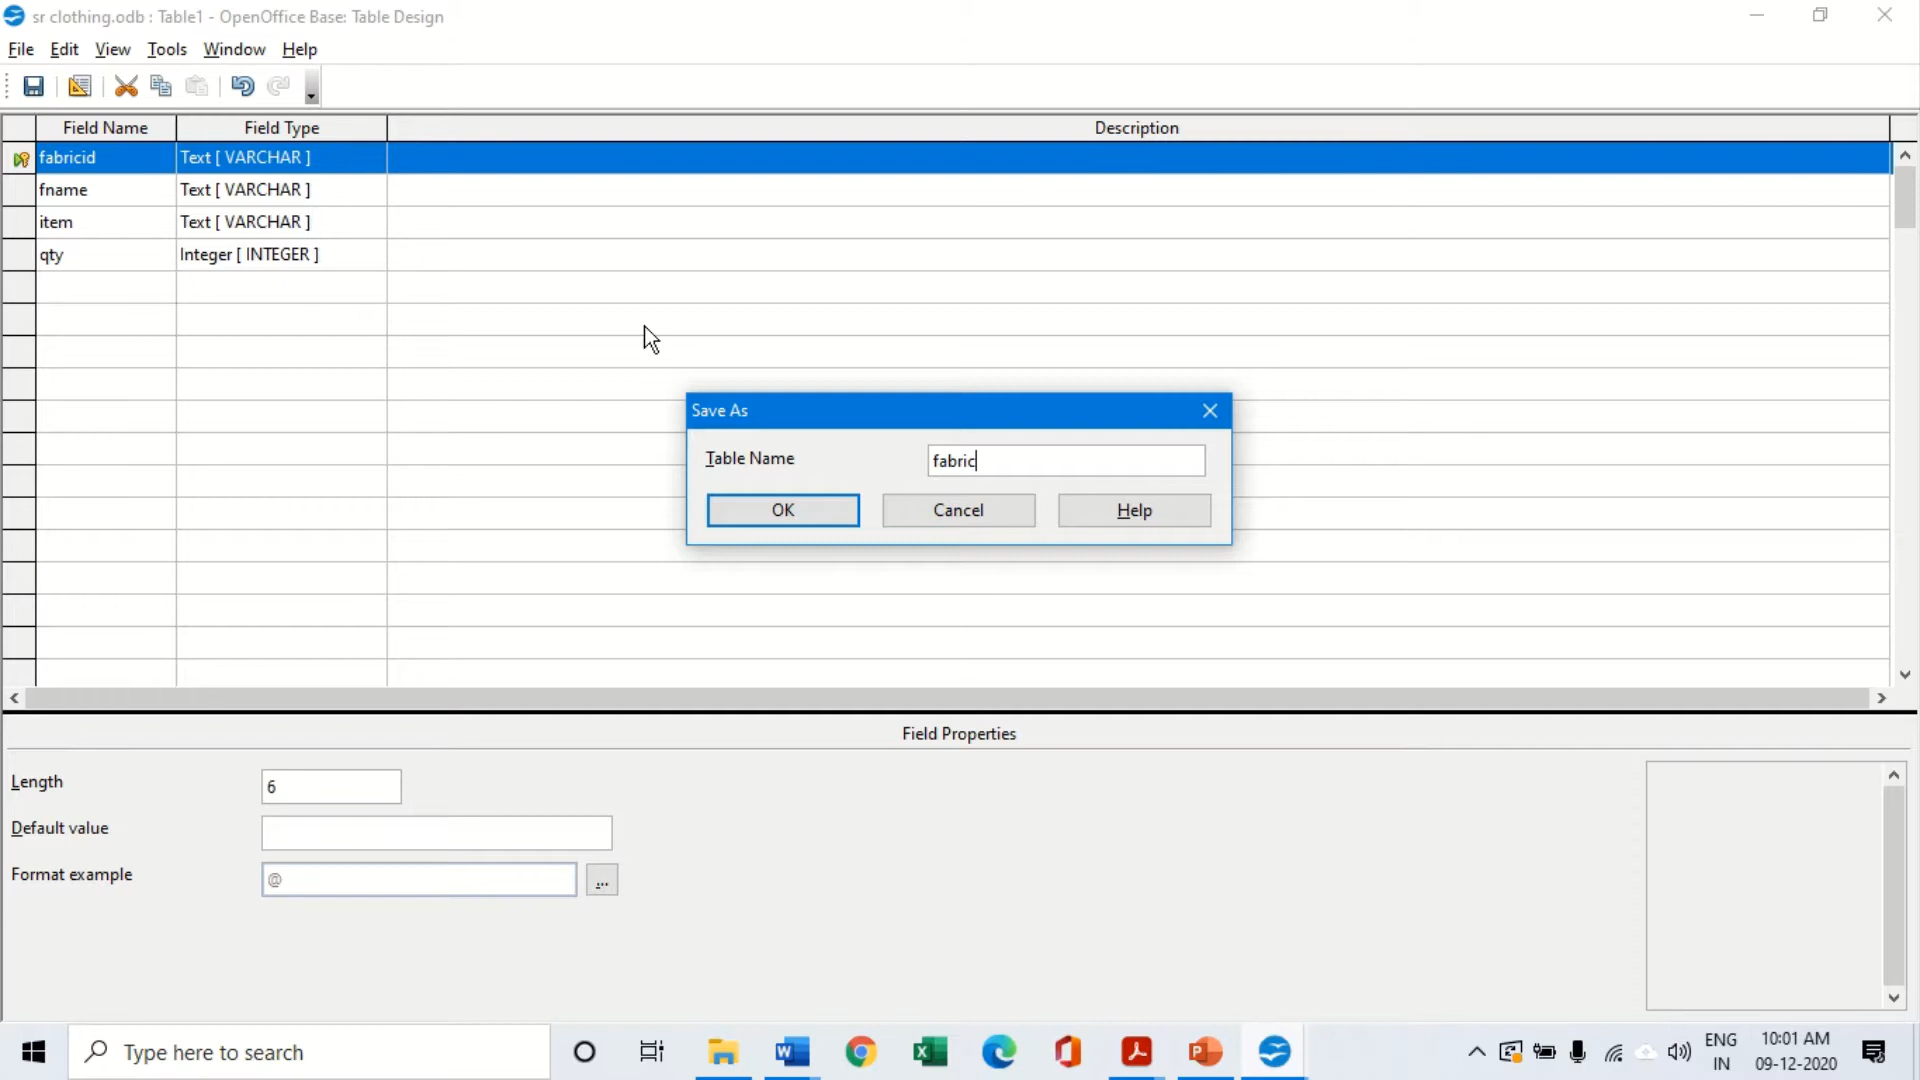 sr clothing.odb : Table1 - OpenOffice Base: Table Design
File Edit View Tools Window Help
Field Name Field Type Description
fabricid Text [ VARCHAR ]
fname Text [ VARCHAR ]
item Text [ VARCHAR ]
qty Integer [ INTEGER ]
Save As
Table Name fabric
OK Cancel Help
Field Properties
Length 6
Default value
Format example @ ...
Type here to search
ENG 10:01 AM
IN 09-12-2020